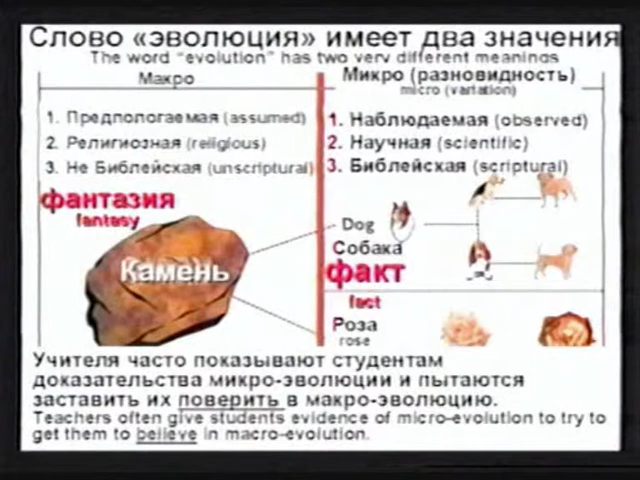 Слово «эволюция» имеет два значения
The word "evolution" has two very different meanings
Макро
Микро (разновидность)
micro (variation)
1. Предпологаемая (assumed)
2. Религиозная (religious)
3. Не Библейская (unscriptural)
1. Наблюдаемая (observed)
2. Научная (scientific)
3. Библейская (scriptural)
фантазия
fantasy
Камень
Dog
Собака
факт
fact
Роза
rose
Учителя часто показывают студентам
доказательства микро-эволюции и пытаются
заставить их поверить в макро-эволюцию.
Teachers often give students evidence of micro-evolution to try to
get them to believe in macro-evolution.